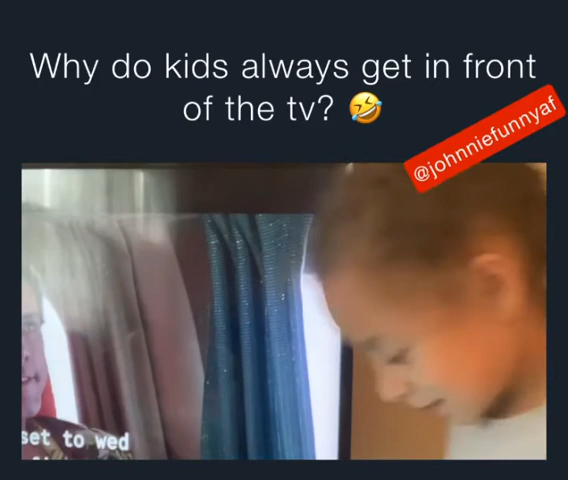 Why do kids always get in front
of the tv? 🤣
@johnniefunnyaf
set to wed